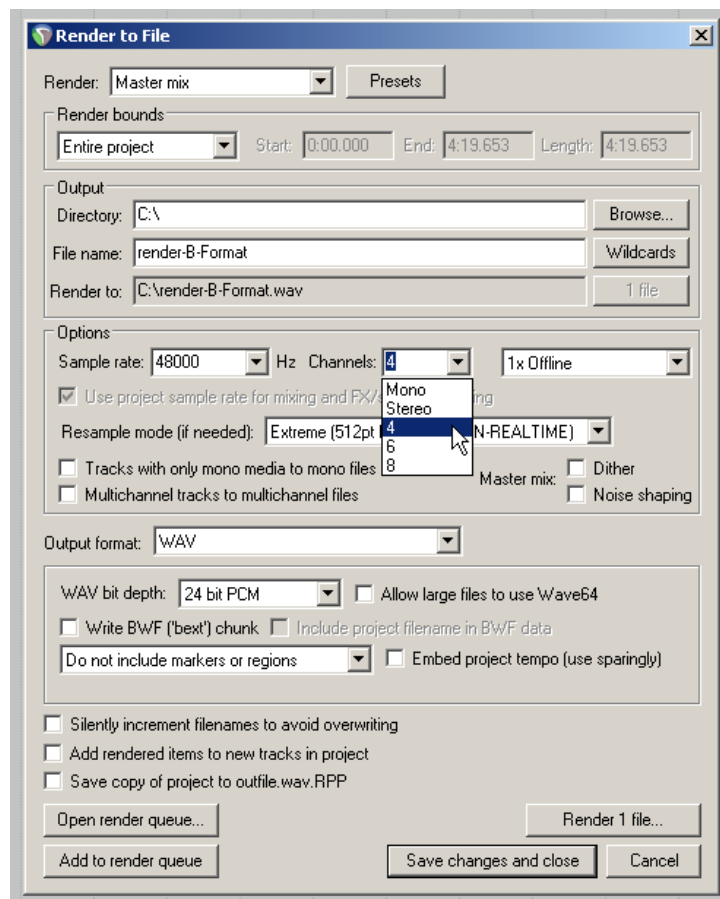 Render to File
Render: Master mix Presets
Render bounds
Entire project Start: 0:00.000 End: 4:19.653 Length: 4:19.653
Output
Directory: C:\ Browse...
File name: render-B-Format Wildcards
Render to: C:\render-B-Format.wav 1 file
Options
Sample rate: 48000 Hz Channels: 4 1x Offline
Use project sample rate for mixing and FX/
Mono
Stereo
4
6
8
Resample mode (if needed): Extreme (512pt N-REALTIME)
Tracks with only mono media to mono files Master mix: Dither
Multichannel tracks to multichannel files Noise shaping
Output format: WAV
WAV bit depth: 24 bit PCM Allow large files to use Wave64
Write BWF ('bext') chunk Include project filename in BWF data
Do not include markers or regions Embed project tempo (use sparingly)
Silently increment filenames to avoid overwriting
Add rendered items to new tracks in project
Save copy of project to outfile.wav.RPP
Open render queue... Render 1 file...
Add to render queue Save changes and close Cancel